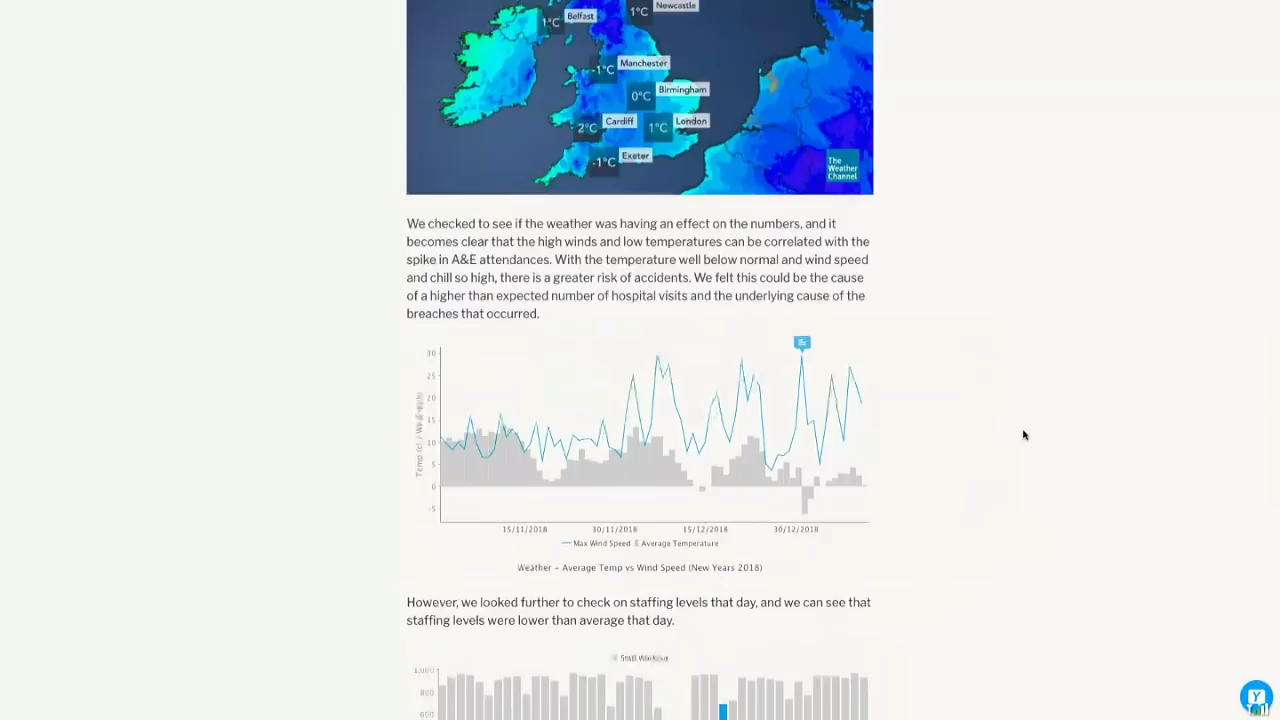 1°C Belfast
1°C Newcastle
-1°C Manchester
0°C Birmingham
2°C Cardiff
1°C London
-1°C Exeter
The
Weather
Channel
We checked to see if the weather was having an effect on the numbers, and it
becomes clear that the high winds and low temperatures can be correlated with the
spike in A&E attendances. With the temperature well below normal and wind speed
and chill so high, there is a greater risk of accidents. We felt this could be the cause
of a higher than expected number of hospital visits and the underlying cause of the
breaches that occurred.
30
25
20
15
10
5
0
-5
15/11/2018 30/11/2018 15/12/2018 30/12/2018
Max Wind Speed Average Temperature
Weather - Average Temp vs Wind Speed (New Years 2018)
However, we looked further to check on staffing levels that day, and we can see that
staffing levels were lower than average that day.
1,000
800
600
Y